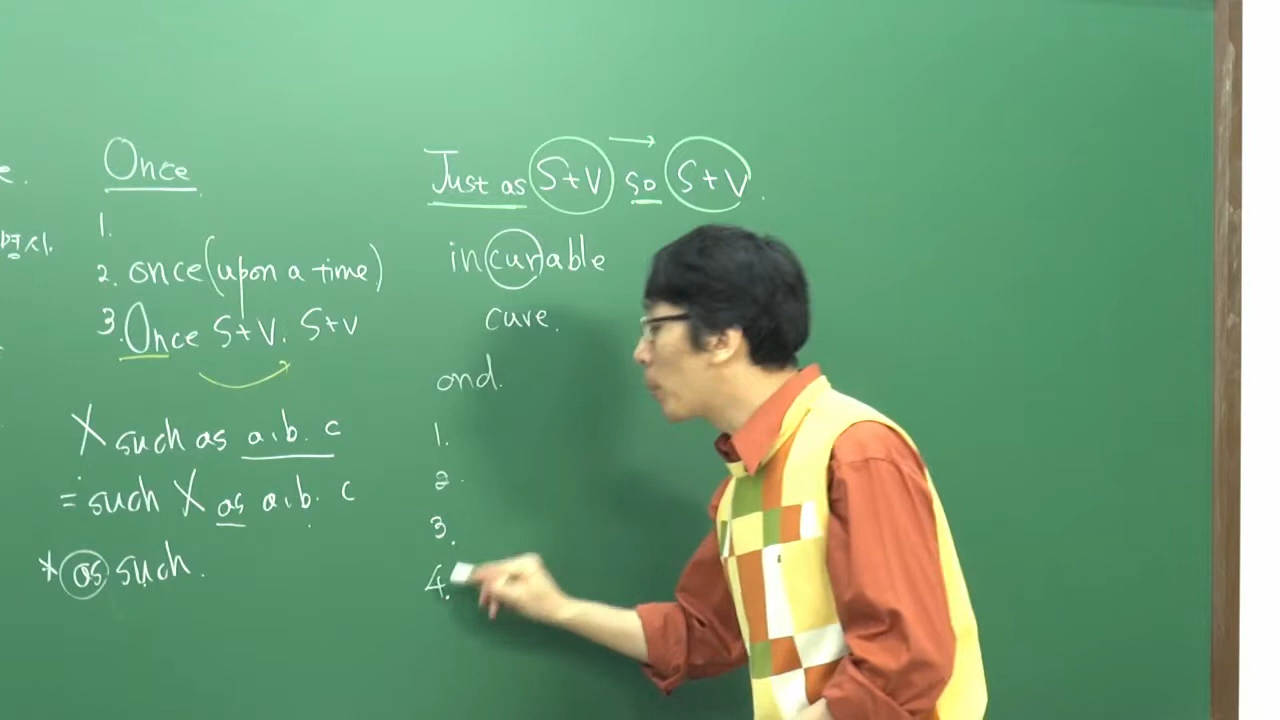 Once
1.
2. once (upon a time)
3. Once S+V. S+V
X such as a, b. c
= such X as a, b. c
* as such.
Just as S+V → so S+V.
incurable
cure.
and.
1.
2.
3.
4.